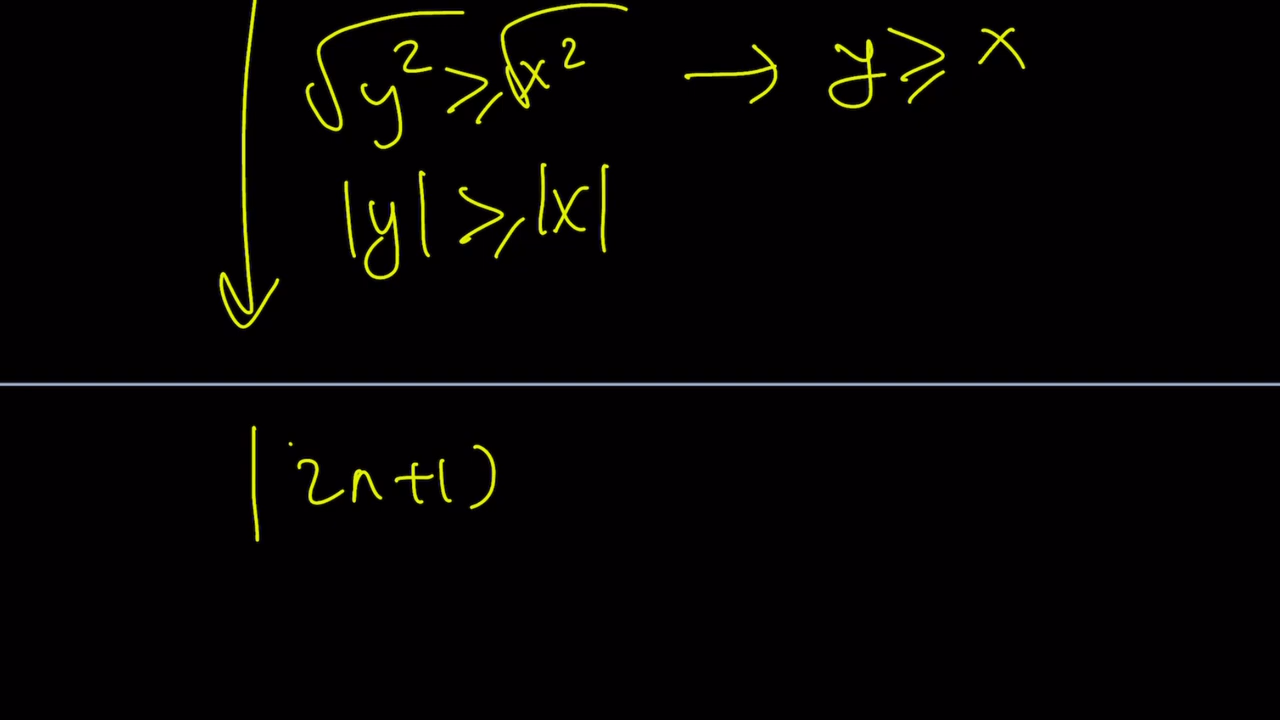 √y² ≥ √x² → y ≥ x
|y| ≥ |x|
| 2n+1)